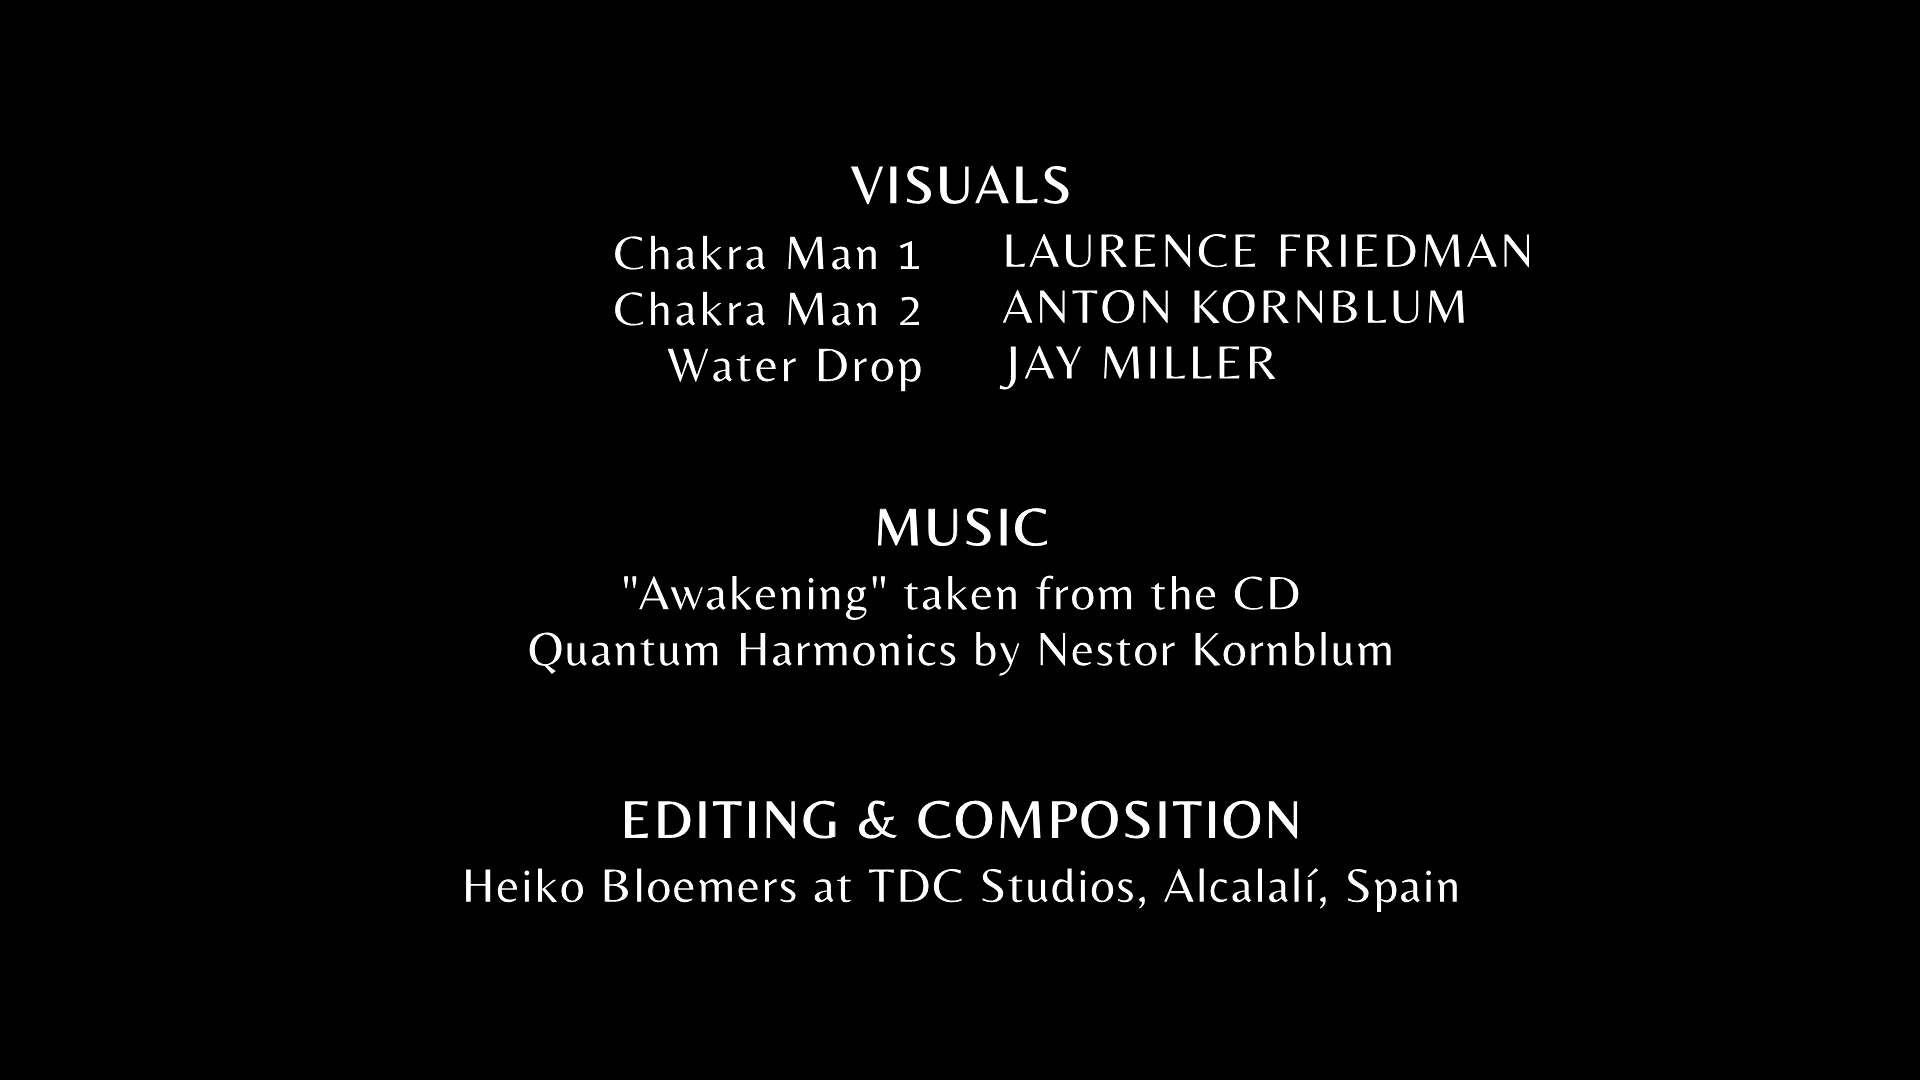 VISUALS
Chakra Man 1 LAURENCE FRIEDMAN
Chakra Man 2 ANTON KORNBLUM
Water Drop JAY MILLER
MUSIC
"Awakening" taken from the CD
Quantum Harmonics by Nestor Kornblum
EDITING & COMPOSITION
Heiko Bloemers at TDC Studios, Alcalalí, Spain